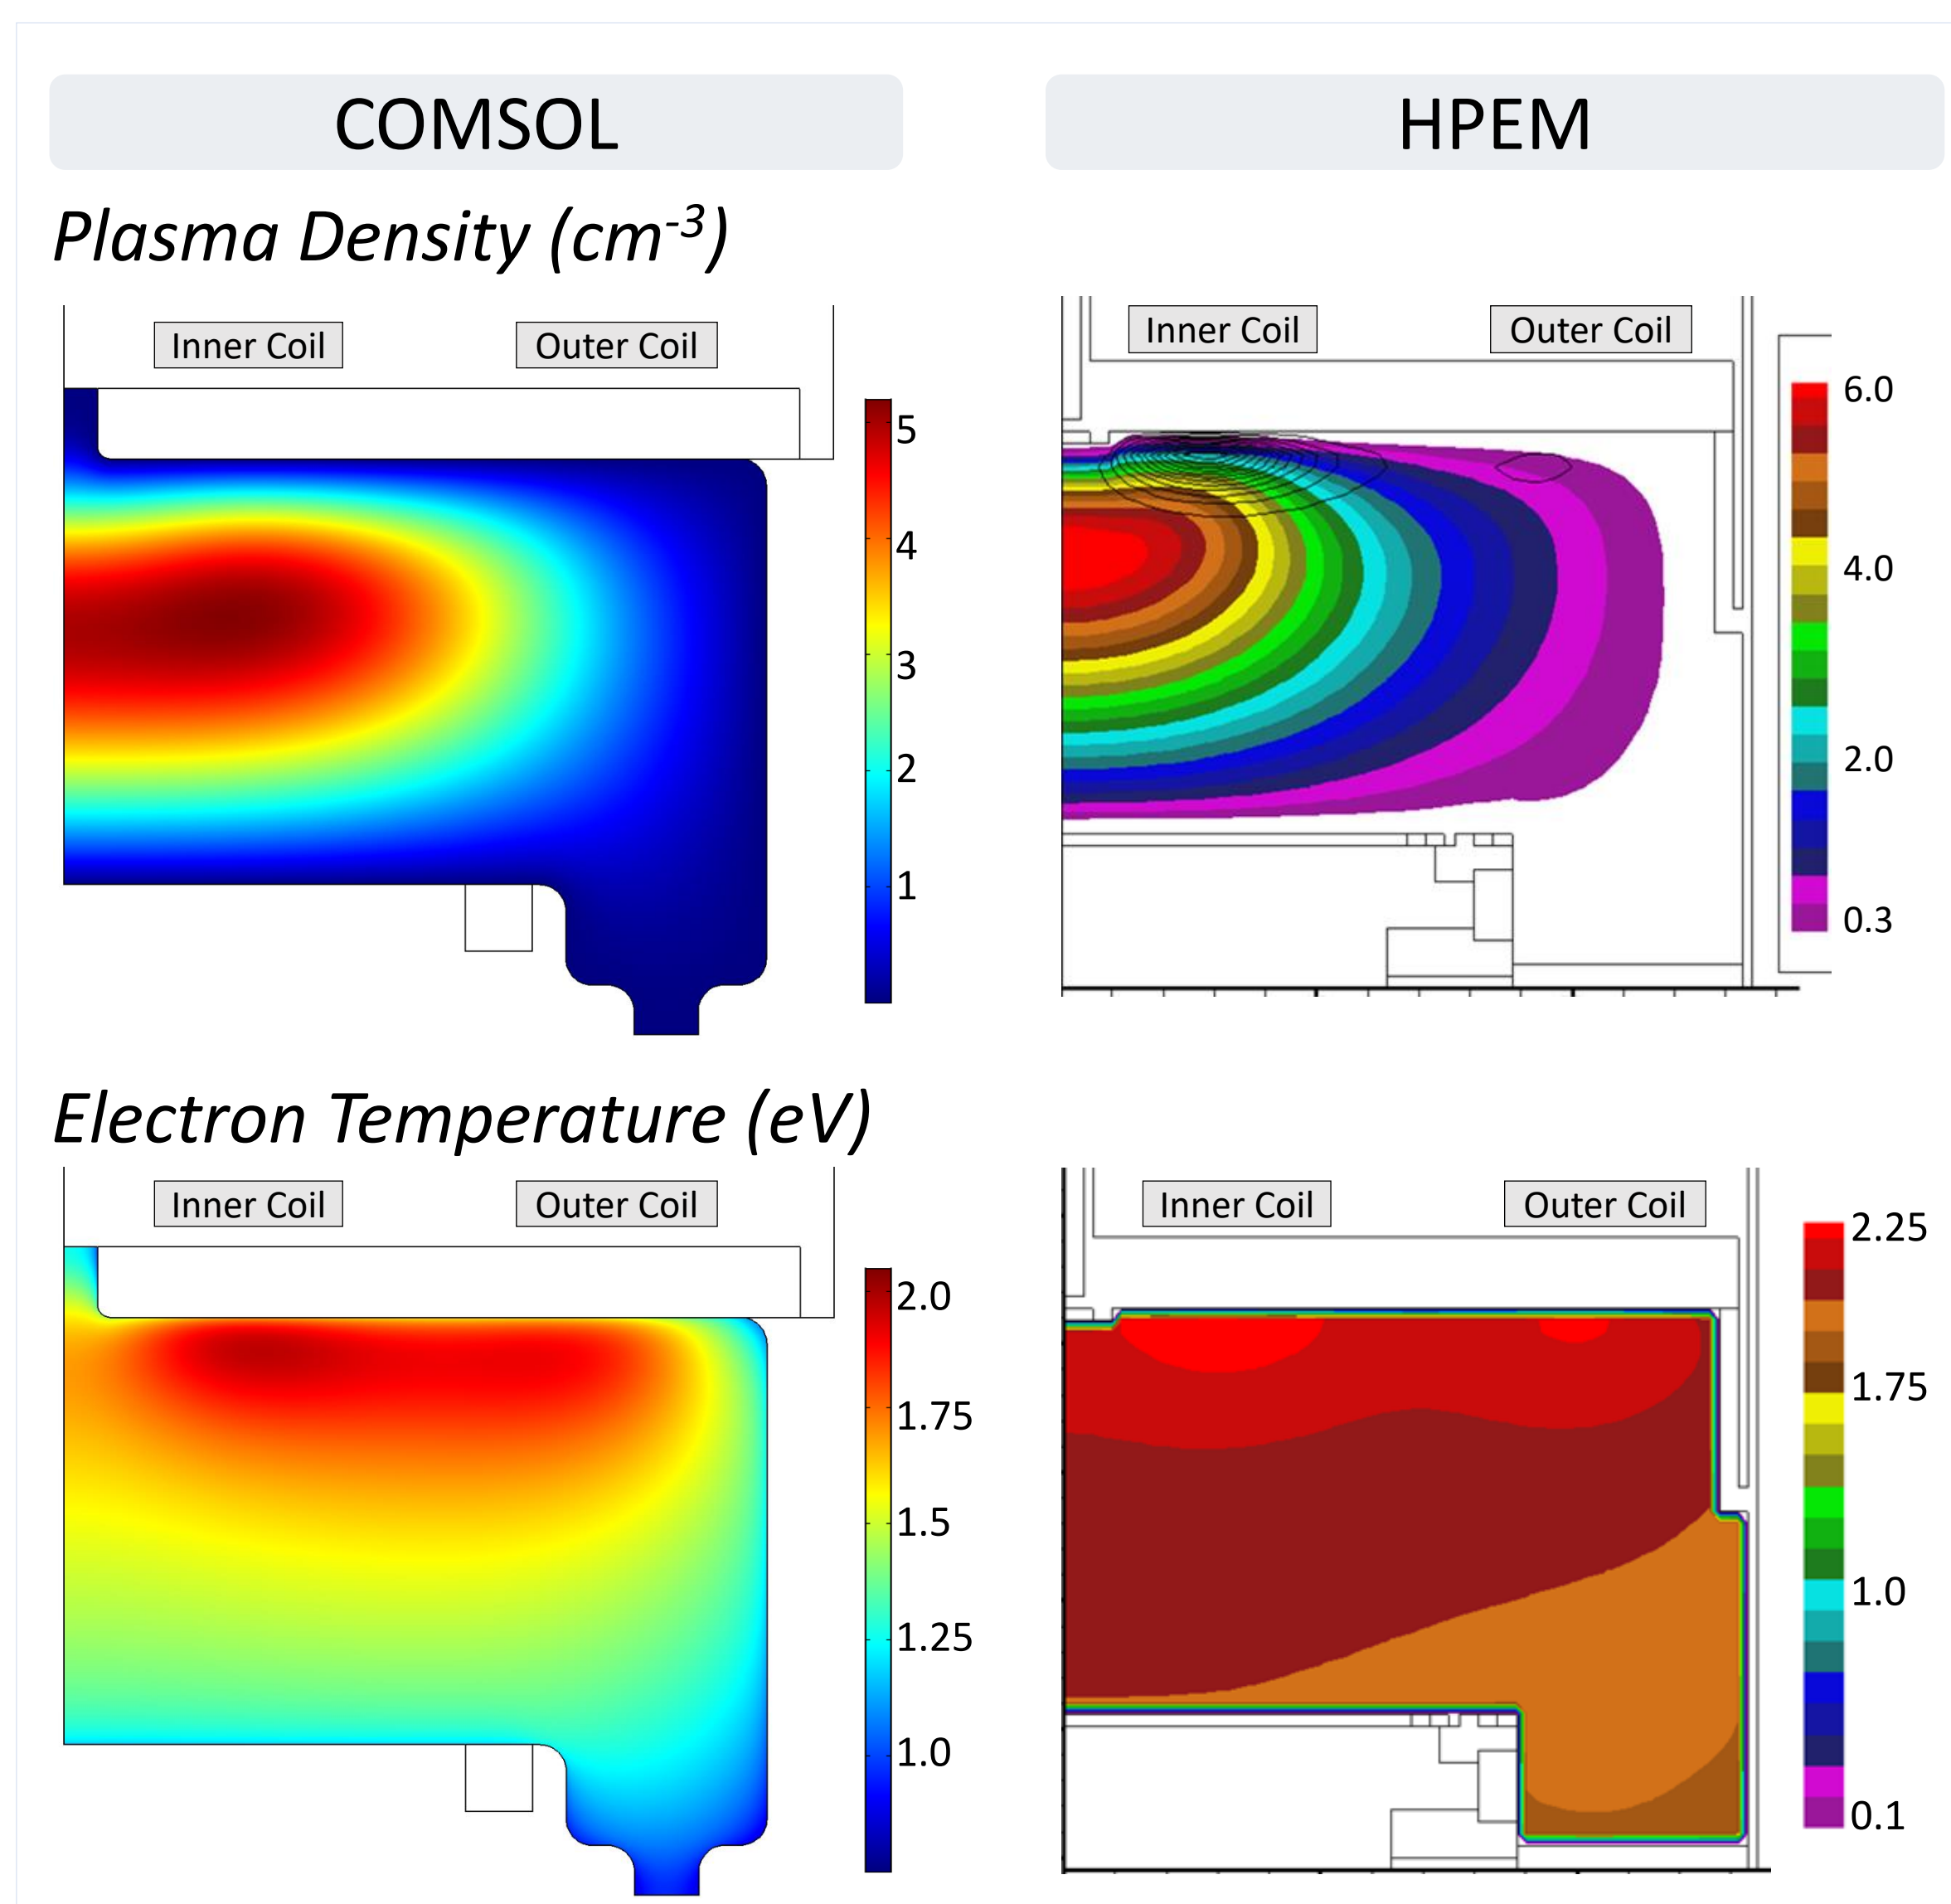 COMSOL
HPEM
Plasma Density (cm-3)
Inner Coil
Outer Coil
5
4
3
2
1
Inner Coil
Outer Coil
6.0
4.0
2.0
0.3
Electron Temperature (eV)
Inner Coil
Outer Coil
2.0
1.75
1.5
1.25
1.0
Inner Coil
Outer Coil
2.25
1.75
1.0
0.1